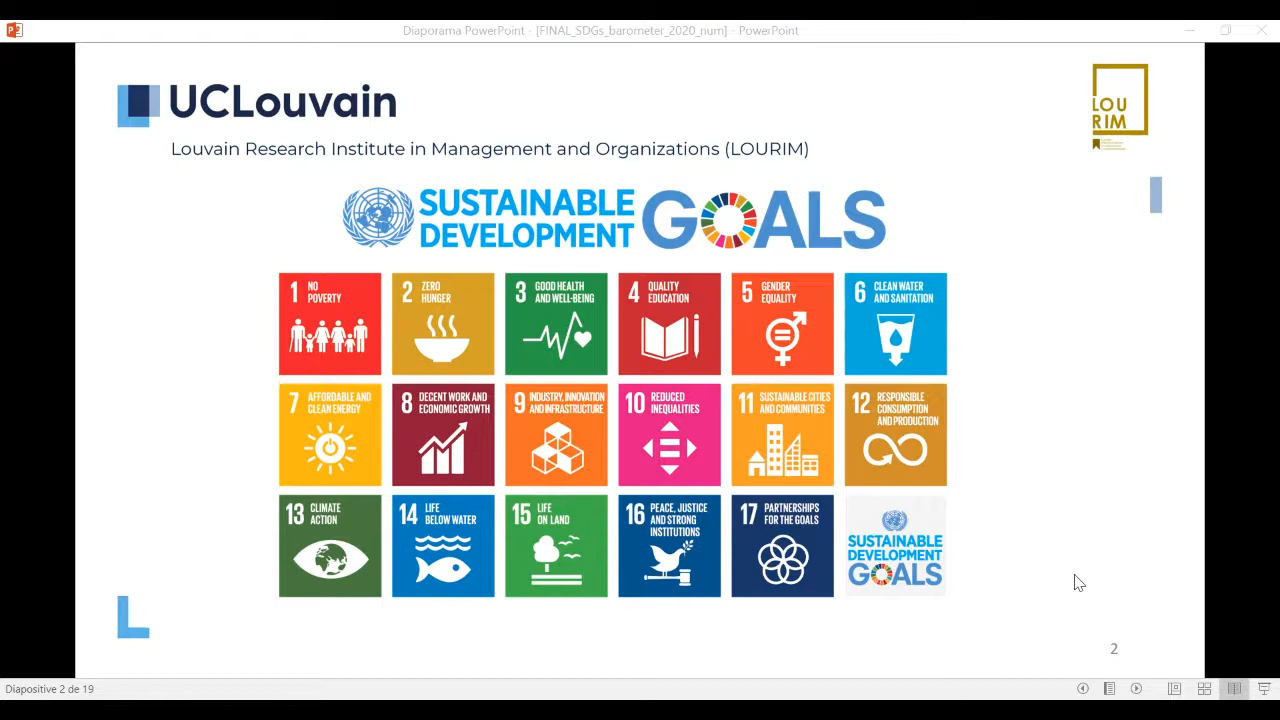 Diaporama PowerPoint - [FINAL_SDGs_barometer_2020_num] - PowerPoint
UCLouvain
LOU
RIM
Louvain Research Institute in Management and Organizations (LOURIM)
SUSTAINABLE
DEVELOPMENT
GOALS
1 NO
POVERTY
2 ZERO
HUNGER
3 GOOD HEALTH
AND WELL-BEING
4 QUALITY
EDUCATION
5 GENDER
EQUALITY
6 CLEAN WATER
AND SANITATION
7 AFFORDABLE AND
CLEAN ENERGY
8 DECENT WORK AND
ECONOMIC GROWTH
9 INDUSTRY, INNOVATION
AND INFRASTRUCTURE
10 REDUCED
INEQUALITIES
11 SUSTAINABLE CITIES
AND COMMUNITIES
12 RESPONSIBLE
CONSUMPTION
AND PRODUCTION
13 CLIMATE
ACTION
14 LIFE
BELOW WATER
15 LIFE
ON LAND
16 PEACE, JUSTICE
AND STRONG
INSTITUTIONS
17 PARTNERSHIPS
FOR THE GOALS
SUSTAINABLE
DEVELOPMENT
GOALS
2
Diapositive 2 de 19